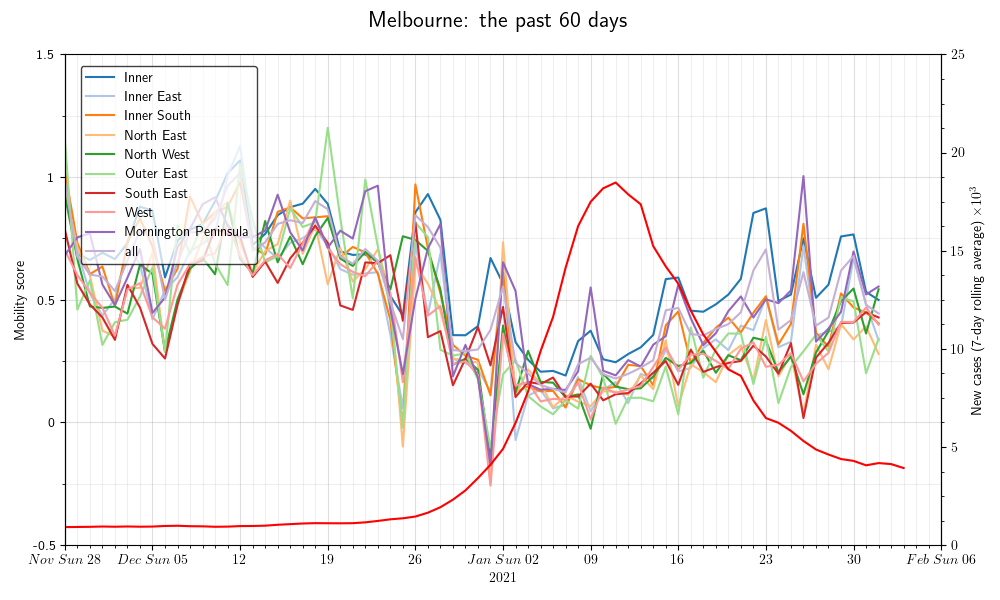 Melbourne: the past 60 days
1.5
1
0.5
0
-0.5
Mobility score
Inner
Inner East
Inner South
North East
North West
Outer East
South East
West
Mornington Peninsula
all
25
20
15
10
5
0
New cases (7-day rolling average) ×10³
Nov Sun 28 Dec Sun 05 12 19 26 Jan Sun 02 09 16 23 30 Feb Sun 06
2021